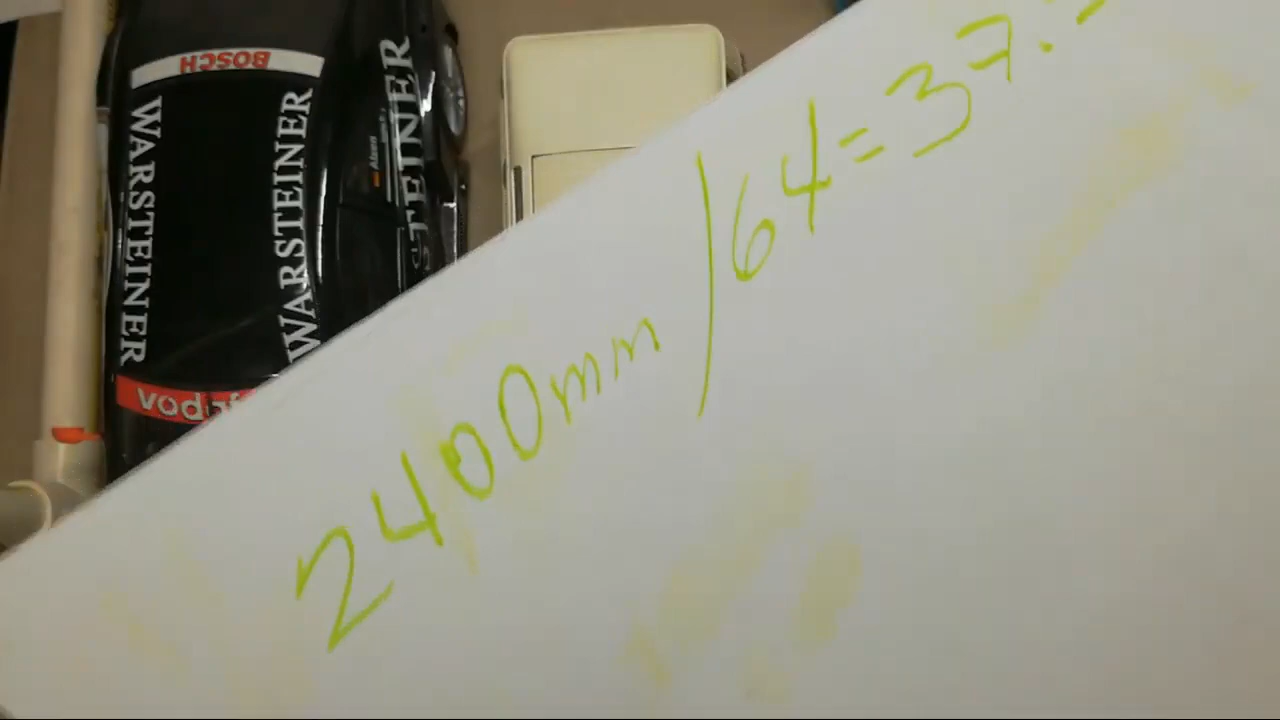 BOSCH
WARSTEINER
WARSTEINER
STEINER
2400mm/64=37.